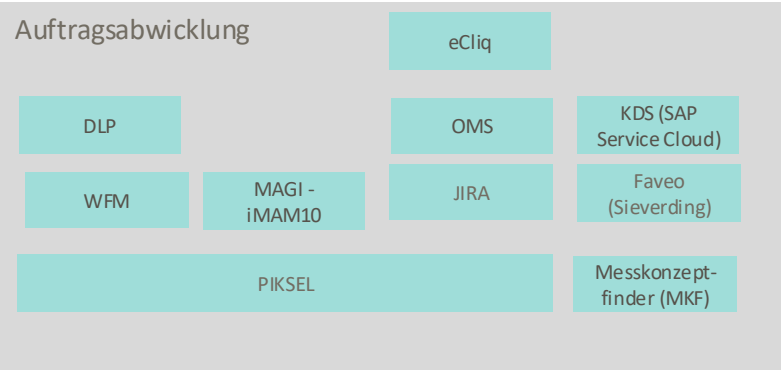 Auftragsabwicklung
eCliq
DLP
OMS
KDS (SAP
Service Cloud)
WFM
MAGI -
iMAM10
JIRA
Faveo
(Sieverding)
PIKSEL
Messkonzept-
finder (MKF)